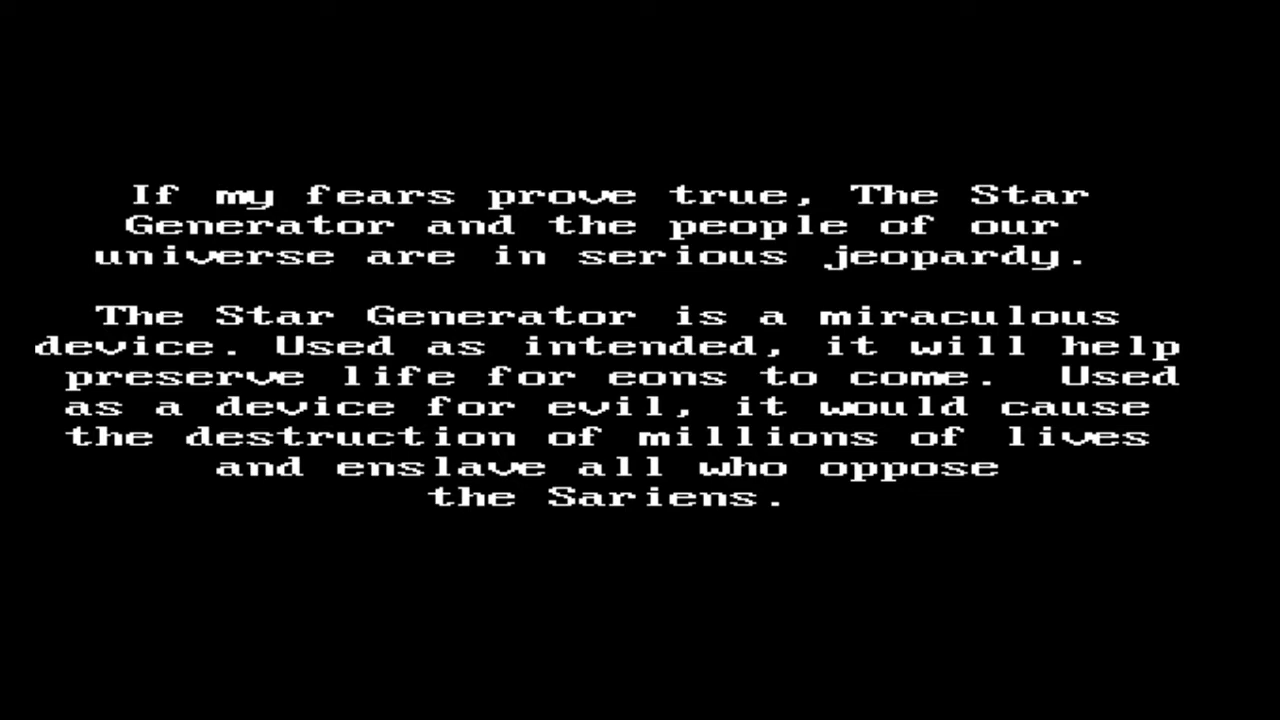 If my fears prove true, The Star
Generator and the people of our
universe are in serious jeopardy.
The Star Generator is a miraculous
device. Used as intended, it will help
preserve life for eons to come.  Used
as a device for evil, it would cause
the destruction of millions of lives
and enslave all who oppose
the Sariens.